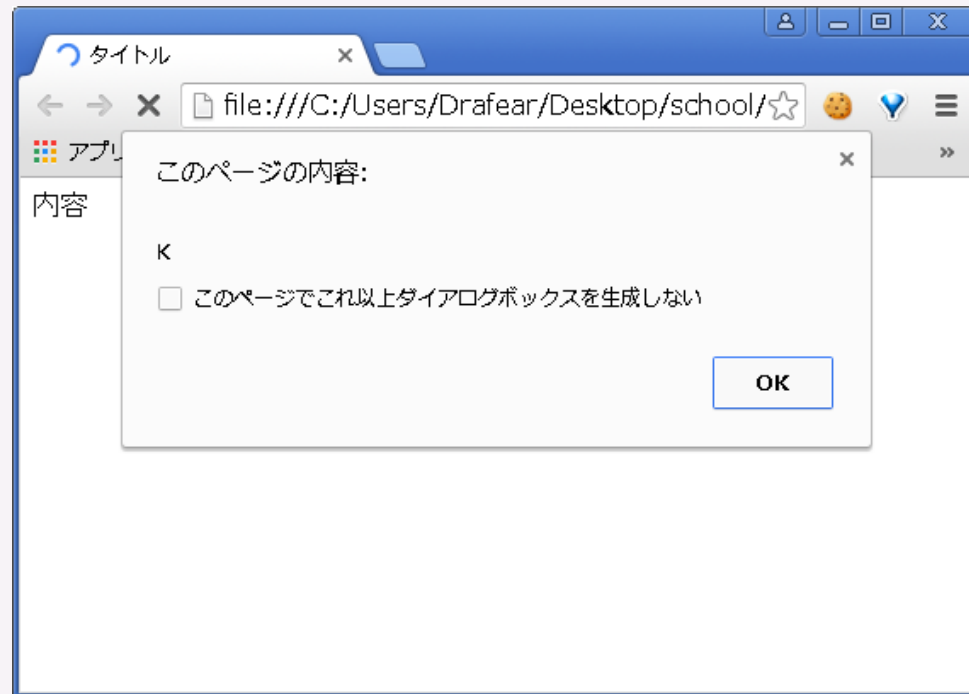 タイトル
file:///C:/Users/Drafear/Desktop/school/
アプリ
このページの内容:
内容
K
このページでこれ以上ダイアログボックスを生成しない
OK